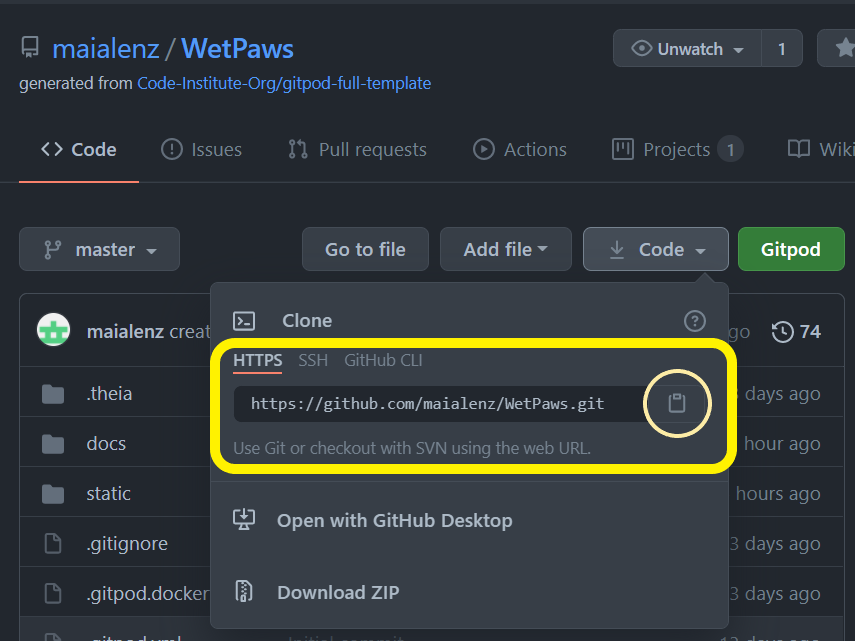 maialenz / WetPaws
Unwatch 1
generated from Code-Institute-Org/gitpod-full-template
Code Issues Pull requests Actions Projects 1 Wiki
master Go to file Add file Code Gitpod
maialenz creat go 74
Clone
HTTPS SSH GitHub CLI
.theia days ago
https://github.com/maialenz/WetPaws.git
docs hour ago
Use Git or checkout with SVN using the web URL.
static hours ago
Open with GitHub Desktop
.gitignore 3 days ago
.gitpod.docker 3 days ago
Download ZIP